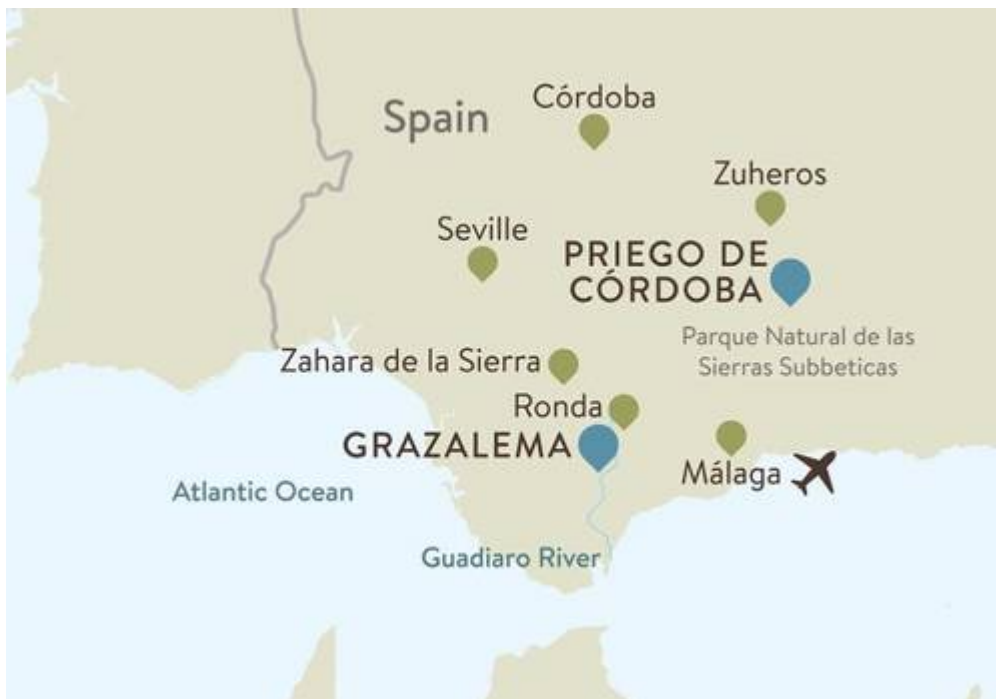 Córdoba
Spain
Zuheros
Seville
PRIEGO DE
CÓRDOBA
Parque Natural de las
Sierras Subbeticas
Zahara de la Sierra
Ronda
GRAZALEMA
Málaga
Atlantic Ocean
Guadiaro River